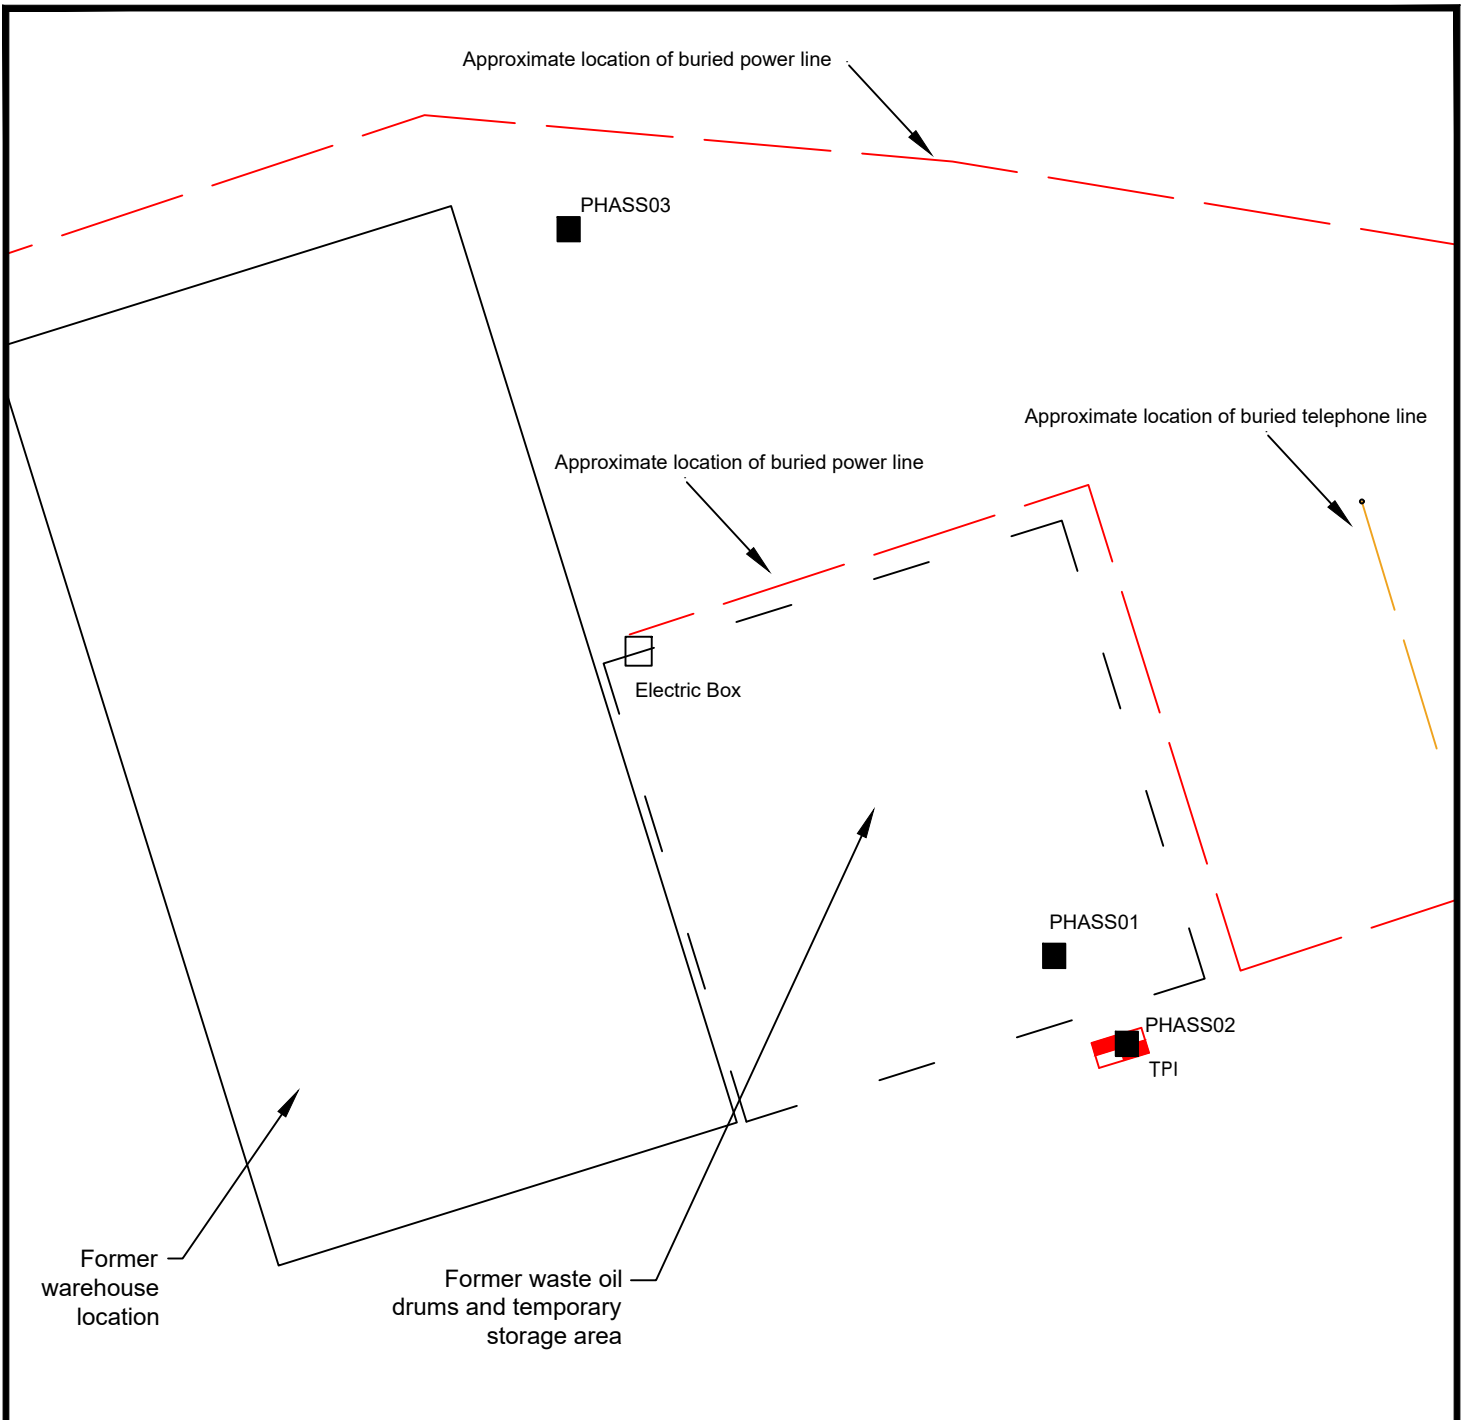 Approximate location of buried power line
PHASS03
Approximate location of buried telephone line
Approximate location of buried power line
Electric Box
PHASS01
PHASS02
TPI
Former
warehouse
location
Former waste oil
drums and temporary
storage area